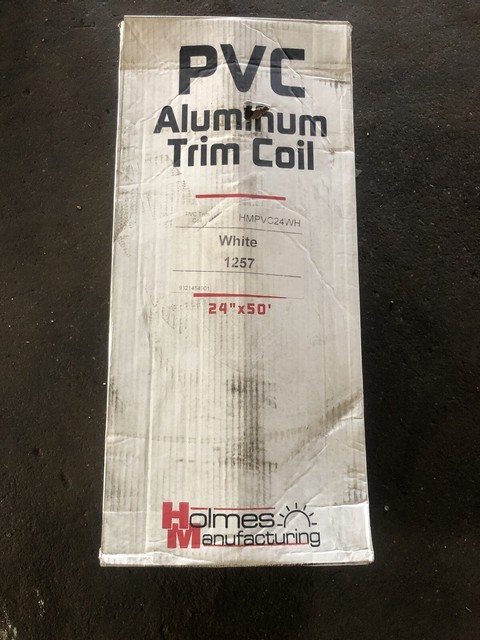 PVC
Aluminum
Trim Coil
HMPVC24WH
White
1257
24"x50'
Holmes
Manufacturing